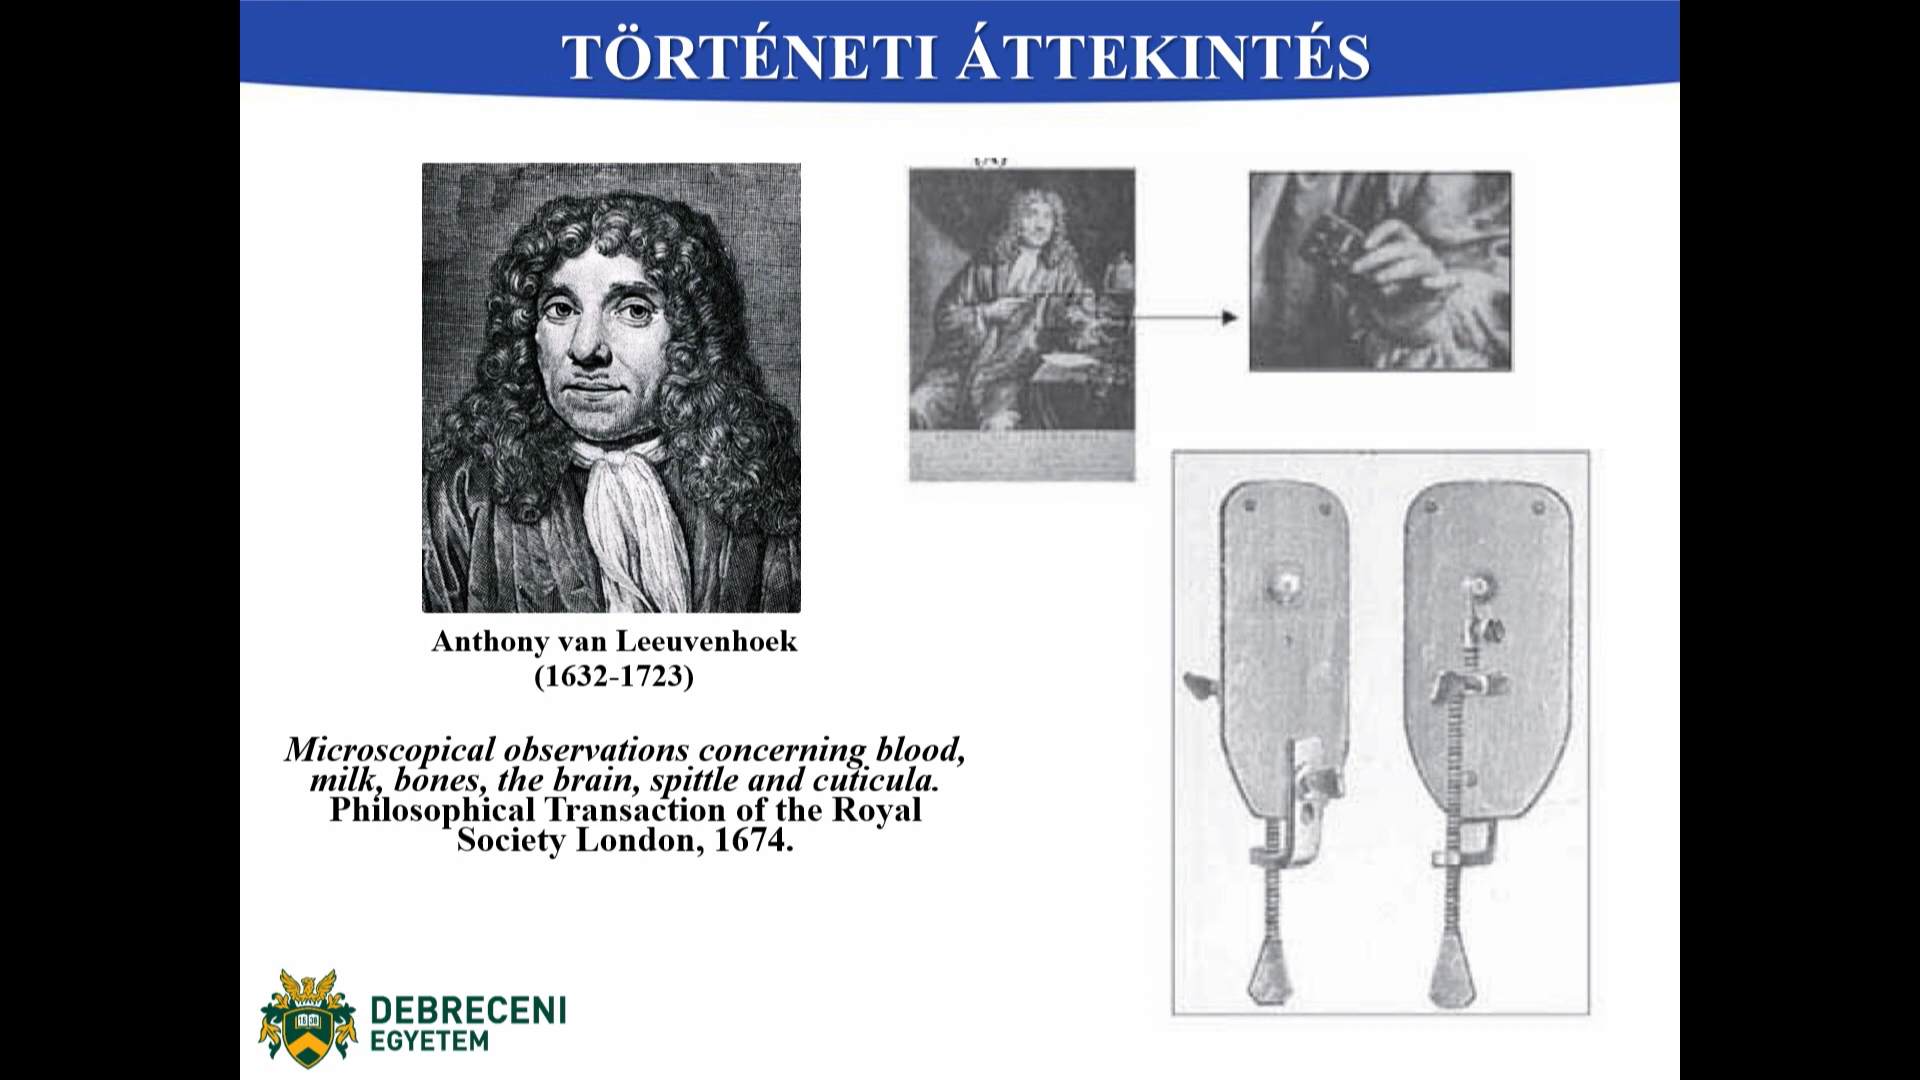 TÖRTÉNETI ÁTTEKINTÉS
Anthony van Leeuvenhoek
(1632-1723)
Microscopical observations concerning blood,
milk, bones, the brain, spittle and cuticula.
Philosophical Transaction of the Royal
Society London, 1674.
DEBRECENI
EGYETEM